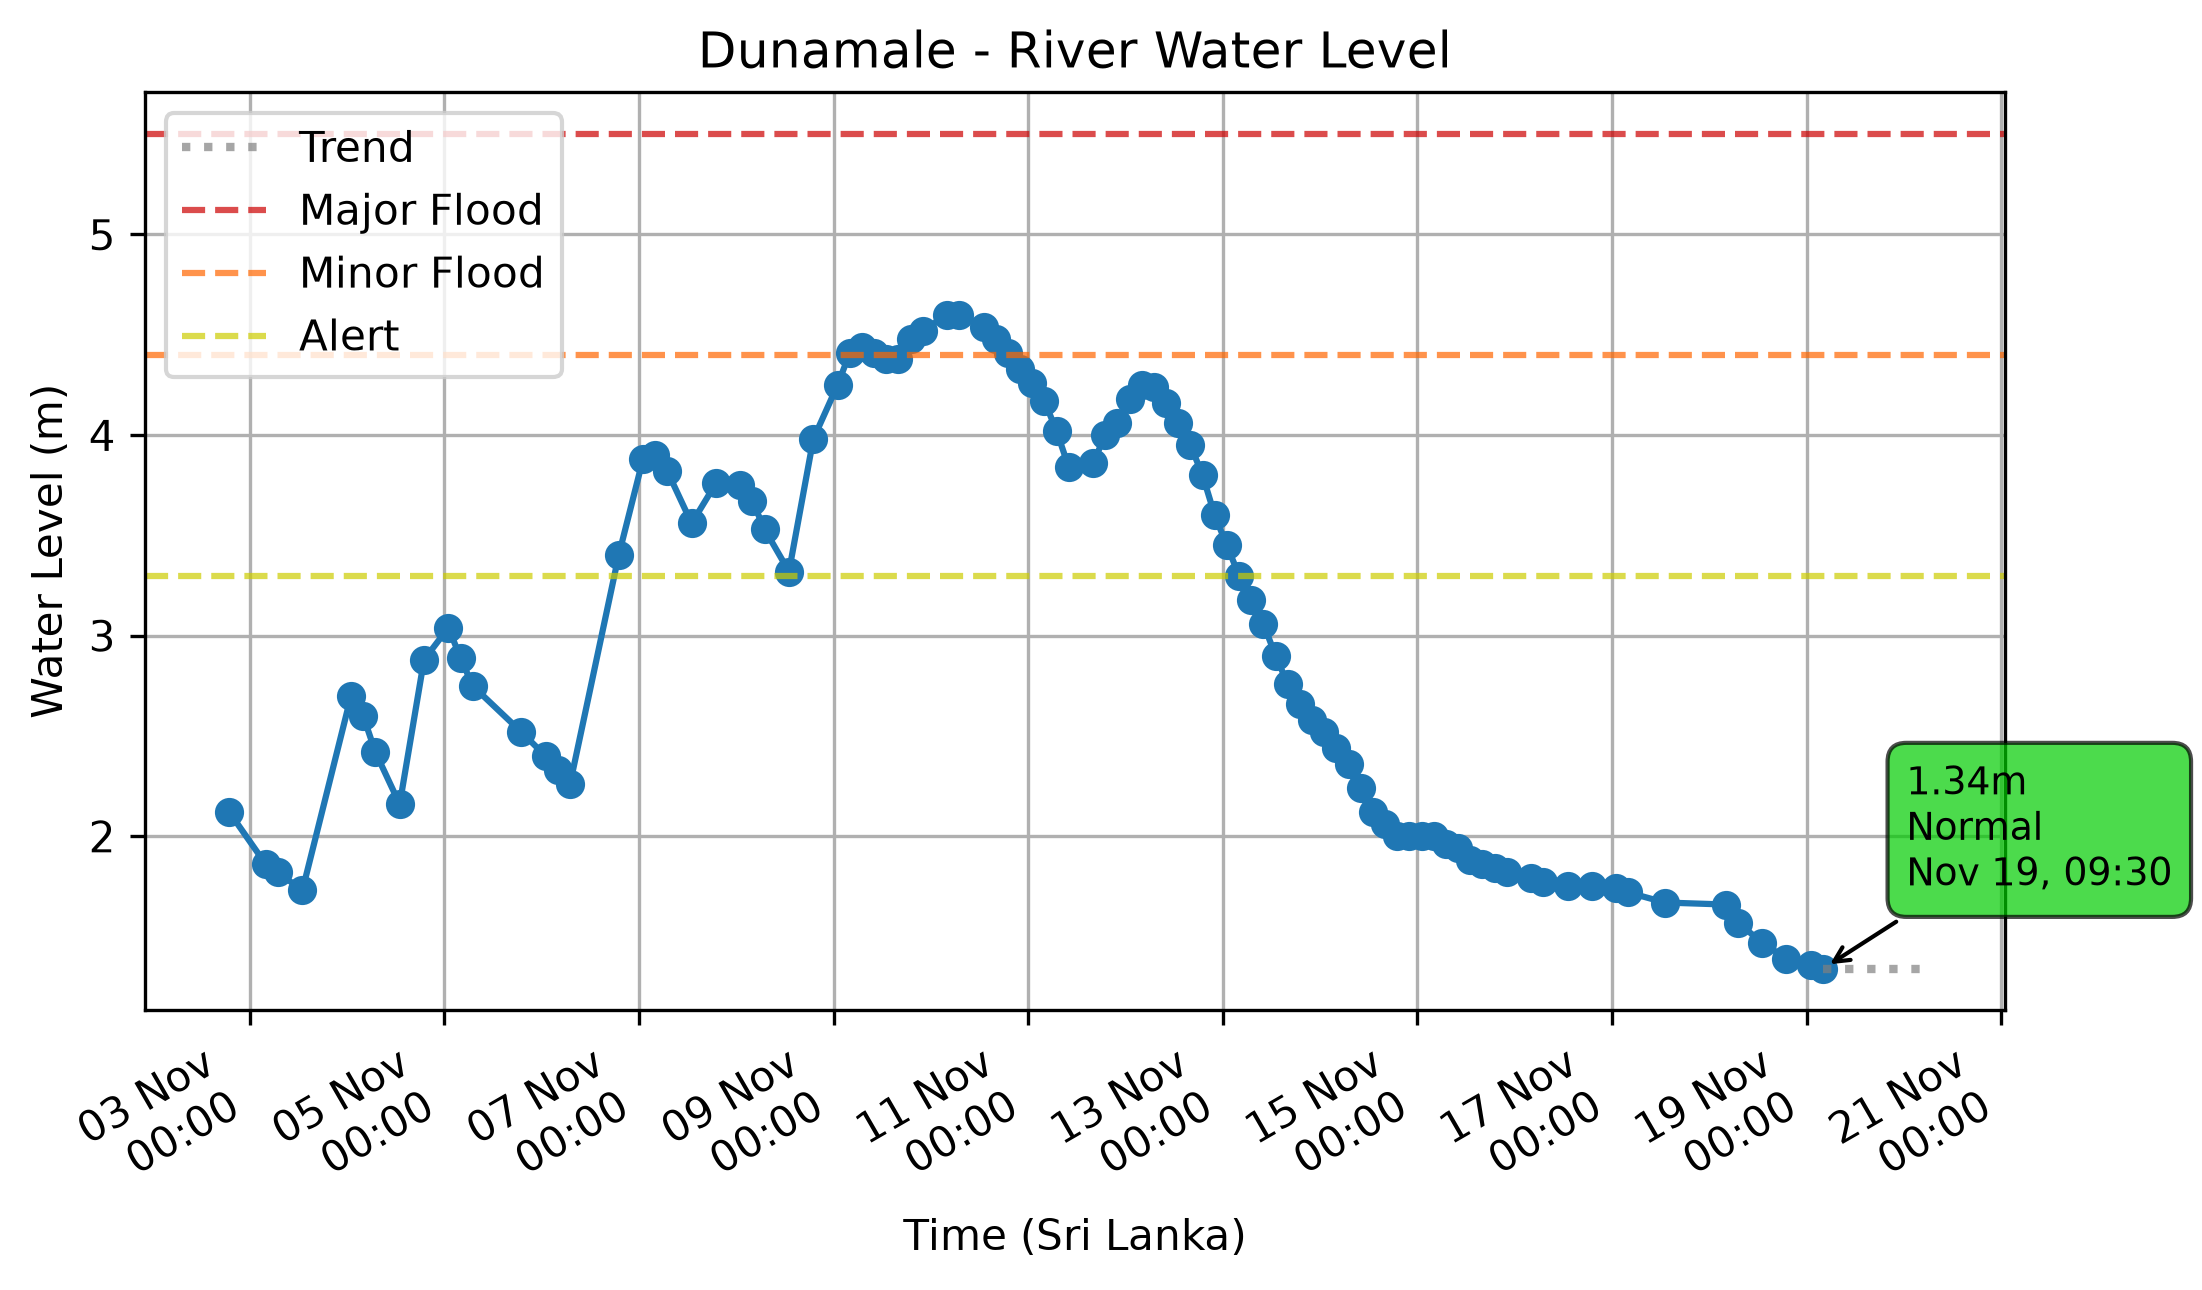 Dunamale - River Water Level
Trend
Major Flood
Minor Flood
Alert
Water Level (m)
5
4
3
2
1.34m
Normal
Nov 19, 09:30
03 Nov
00:00
05 Nov
00:00
07 Nov
00:00
09 Nov
00:00
11 Nov
00:00
13 Nov
00:00
15 Nov
00:00
17 Nov
00:00
19 Nov
00:00
21 Nov
00:00
Time (Sri Lanka)